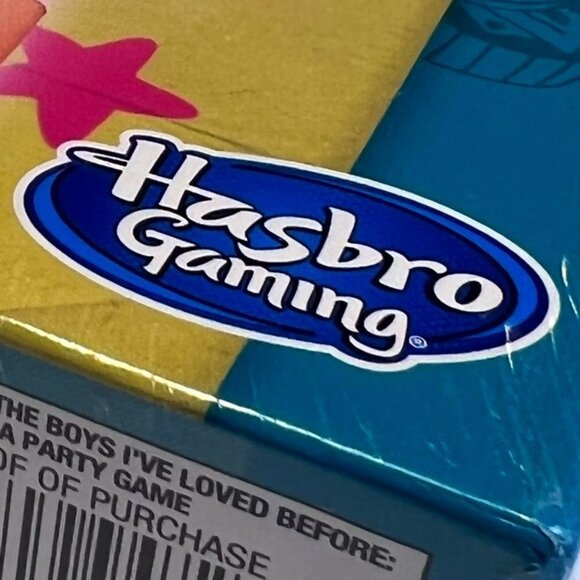 Hasbro
Gaming
®
THE BOYS I'VE LOVED BEFORE:
A PARTY GAME
OF OF PURCHASE